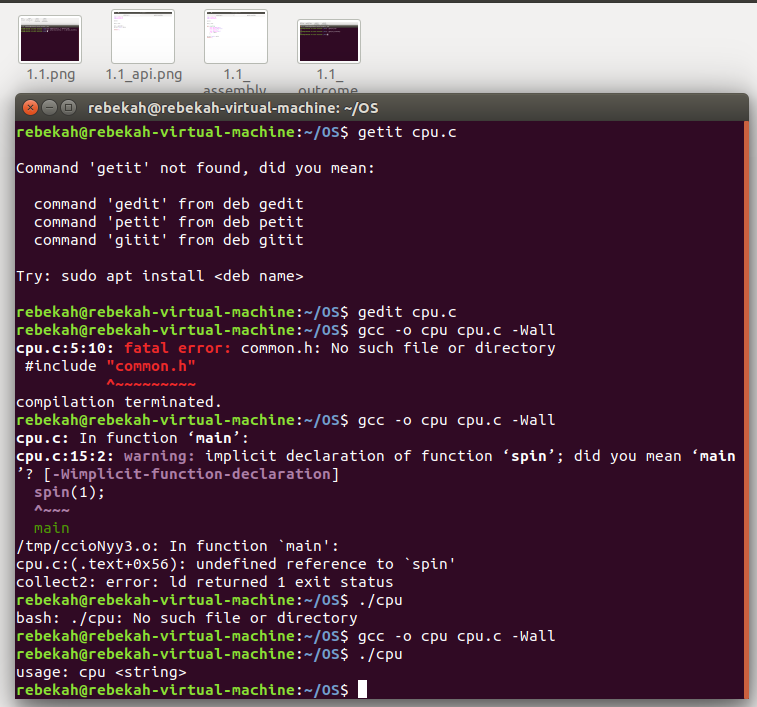 1.1.png
1.1_api.png
1.1_
assembly
1.1_
outcome
rebekah@rebekah-virtual-machine: ~/OS
rebekah@rebekah-virtual-machine:~/OS$ getit cpu.c
Command 'getit' not found, did you mean:
command 'gedit' from deb gedit
command 'petit' from deb petit
command 'gitit' from deb gitit
Try: sudo apt install <deb name>
rebekah@rebekah-virtual-machine:~/OS$ gedit cpu.c
rebekah@rebekah-virtual-machine:~/OS$ gcc -o cpu cpu.c -Wall
cpu.c:5:10: fatal error: common.h: No such file or directory
#include "common.h"
^~~~~~~~~~
compilation terminated.
rebekah@rebekah-virtual-machine:~/OS$ gcc -o cpu cpu.c -Wall
cpu.c: In function ‘main’:
cpu.c:15:2: warning: implicit declaration of function ‘spin’; did you mean ‘main
’? [-Wimplicit-function-declaration]
spin(1);
^~~~
main
/tmp/ccioNyy3.o: In function `main':
cpu.c:(.text+0x56): undefined reference to `spin'
collect2: error: ld returned 1 exit status
rebekah@rebekah-virtual-machine:~/OS$ ./cpu
bash: ./cpu: No such file or directory
rebekah@rebekah-virtual-machine:~/OS$ gcc -o cpu cpu.c -Wall
rebekah@rebekah-virtual-machine:~/OS$ ./cpu
usage: cpu <string>
rebekah@rebekah-virtual-machine:~/OS$